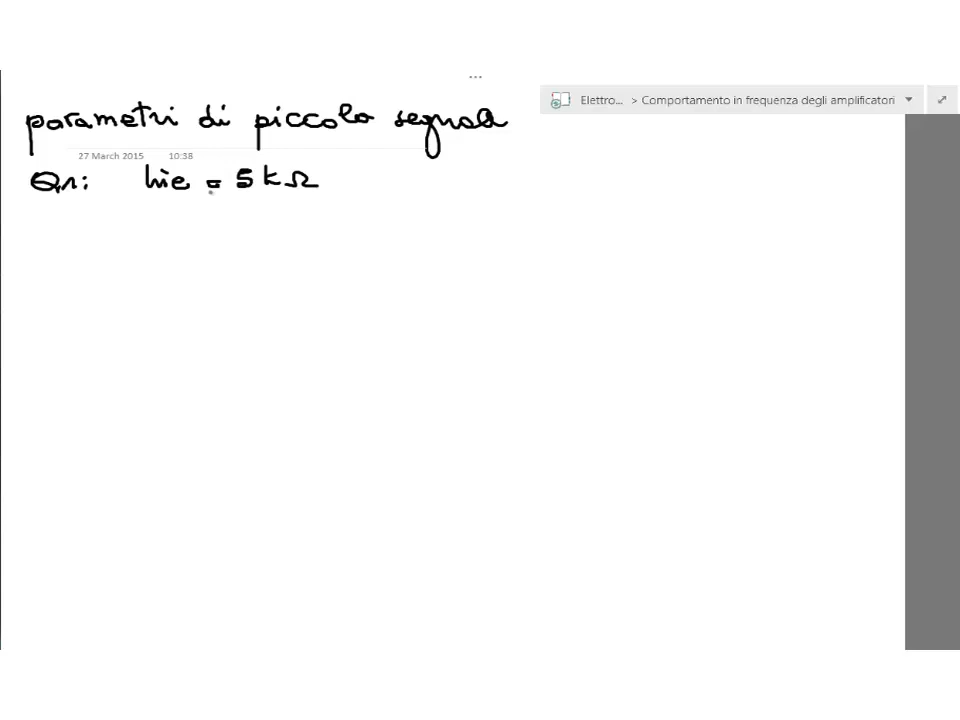 Elettro... > Comportamento in frequenza degli amplificatori
parametri di piccolo segnale
27 March 2015 10:38
Q1: hie = 5 kΩ